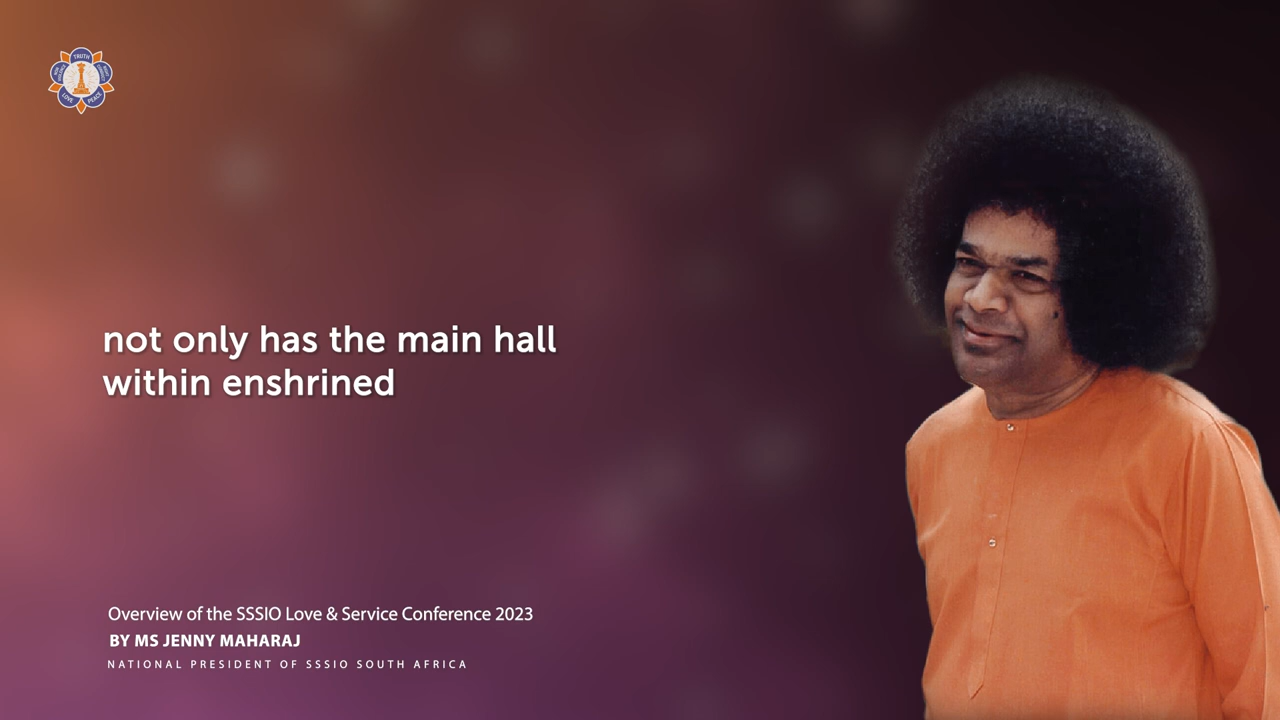 TRUTH
LOVE
PEACE
not only has the main hall
within enshrined
Overview of the SSSIO Love & Service Conference 2023
BY MS JENNY MAHARAJ
NATIONAL PRESIDENT OF SSSIO SOUTH AFRICA